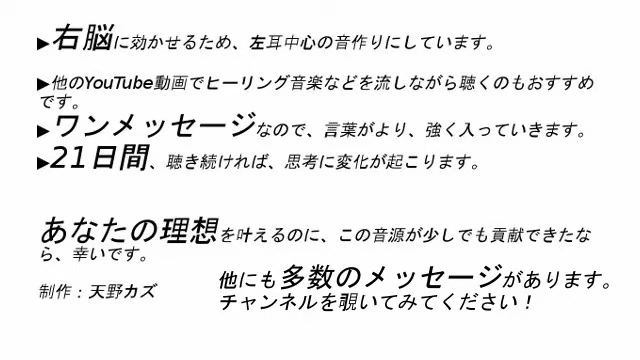 ▶右脳に効かせるため、左耳中心の音作りにしています。
▶他のYouTube動画でヒーリング音楽などを流しながら聴くのもおすすめ
です。
▶ワンメッセージなので、言葉がより、強く入っていきます。
▶21日間、聴き続ければ、思考に変化が起こります。
あなたの理想を叶えるのに、この音源が少しでも貢献できたな
ら、幸いです。
制作：天野カズ
他にも多数のメッセージがあります。
チャンネルを覗いてみてください！